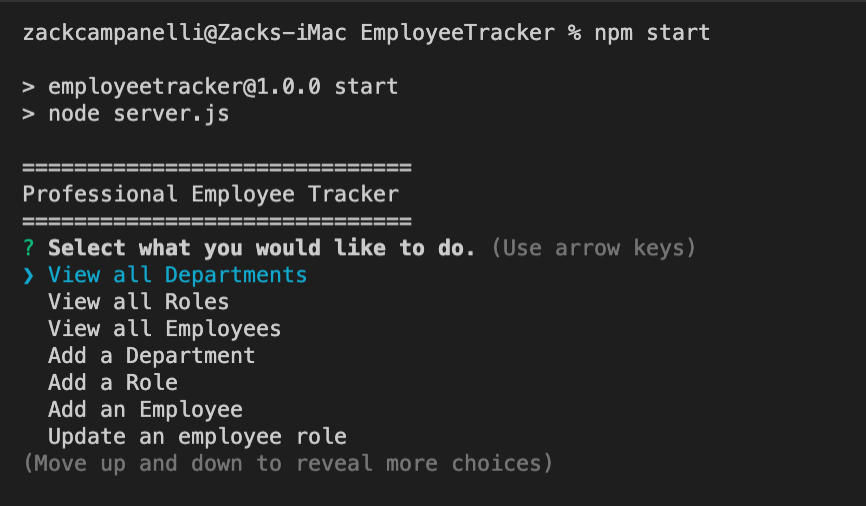 zackcampanelli@Zacks-iMac EmployeeTracker % npm start
> employeetracker@1.0.0 start
> node server.js
==============================
Professional Employee Tracker
==============================
? Select what you would like to do. (Use arrow keys)
❯ View all Departments
View all Roles
View all Employees
Add a Department
Add a Role
Add an Employee
Update an employee role
(Move up and down to reveal more choices)